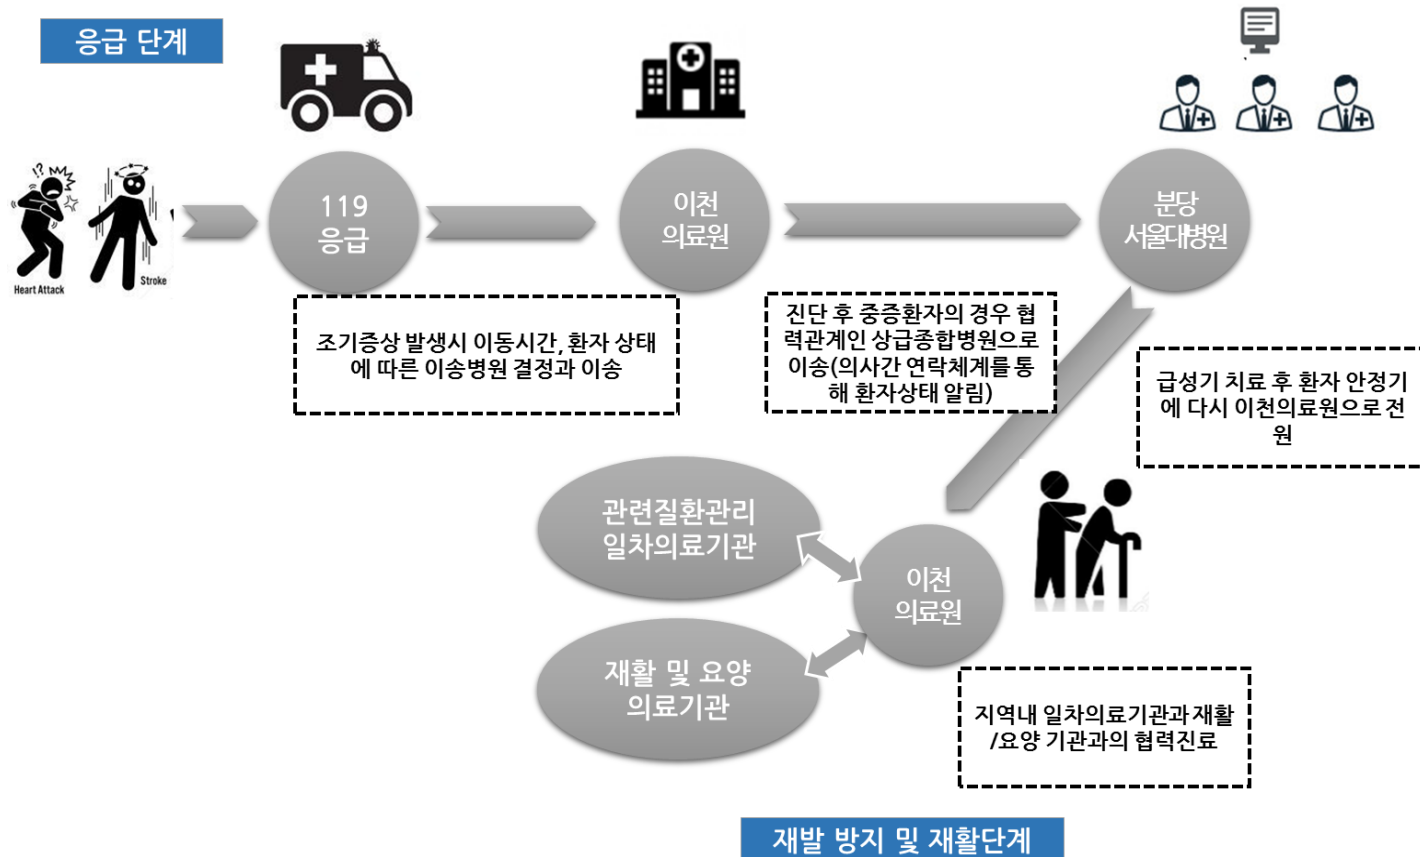 응급 단계
!?
Heart Attack
Stroke
119
응급
이천
의료원
분당
서울대병원
조기증상 발생시 이동시간, 환자 상태
에 따른 이송병원 결정과 이송
진단 후 중증환자의 경우 협
력관계인 상급종합병원으로
이송(의사간 연락체계를 통
해 환자상태 알림)
급성기 치료 후 환자 안정기
에 다시 이천의료원으로 전
원
관련질환관리
일차의료기관
이천
의료원
재활 및 요양
의료기관
지역내 일차의료기관과 재활
/요양 기관과의 협력진료
재발 방지 및 재활단계